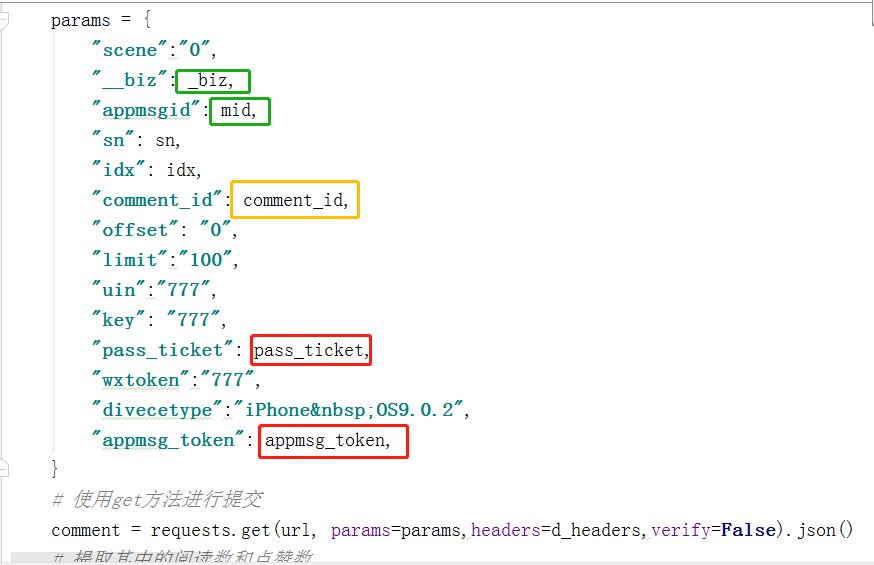 params = {
"scene":"0",
"__biz": _biz,
"appmsgid": mid,
"sn": sn,
"idx": idx,
"comment_id": comment_id,
"offset": "0",
"limit":"100",
"uin":"777",
"key": "777",
"pass_ticket": pass_ticket,
"wxtoken":"777",
"divecetype":"iPhone&nbsp;OS9.0.2",
"appmsg_token": appmsg_token,
}
# 使用get方法进行提交
comment = requests.get(url, params=params,headers=d_headers,verify=False).json()
# 提取其中的阅读数和点赞数